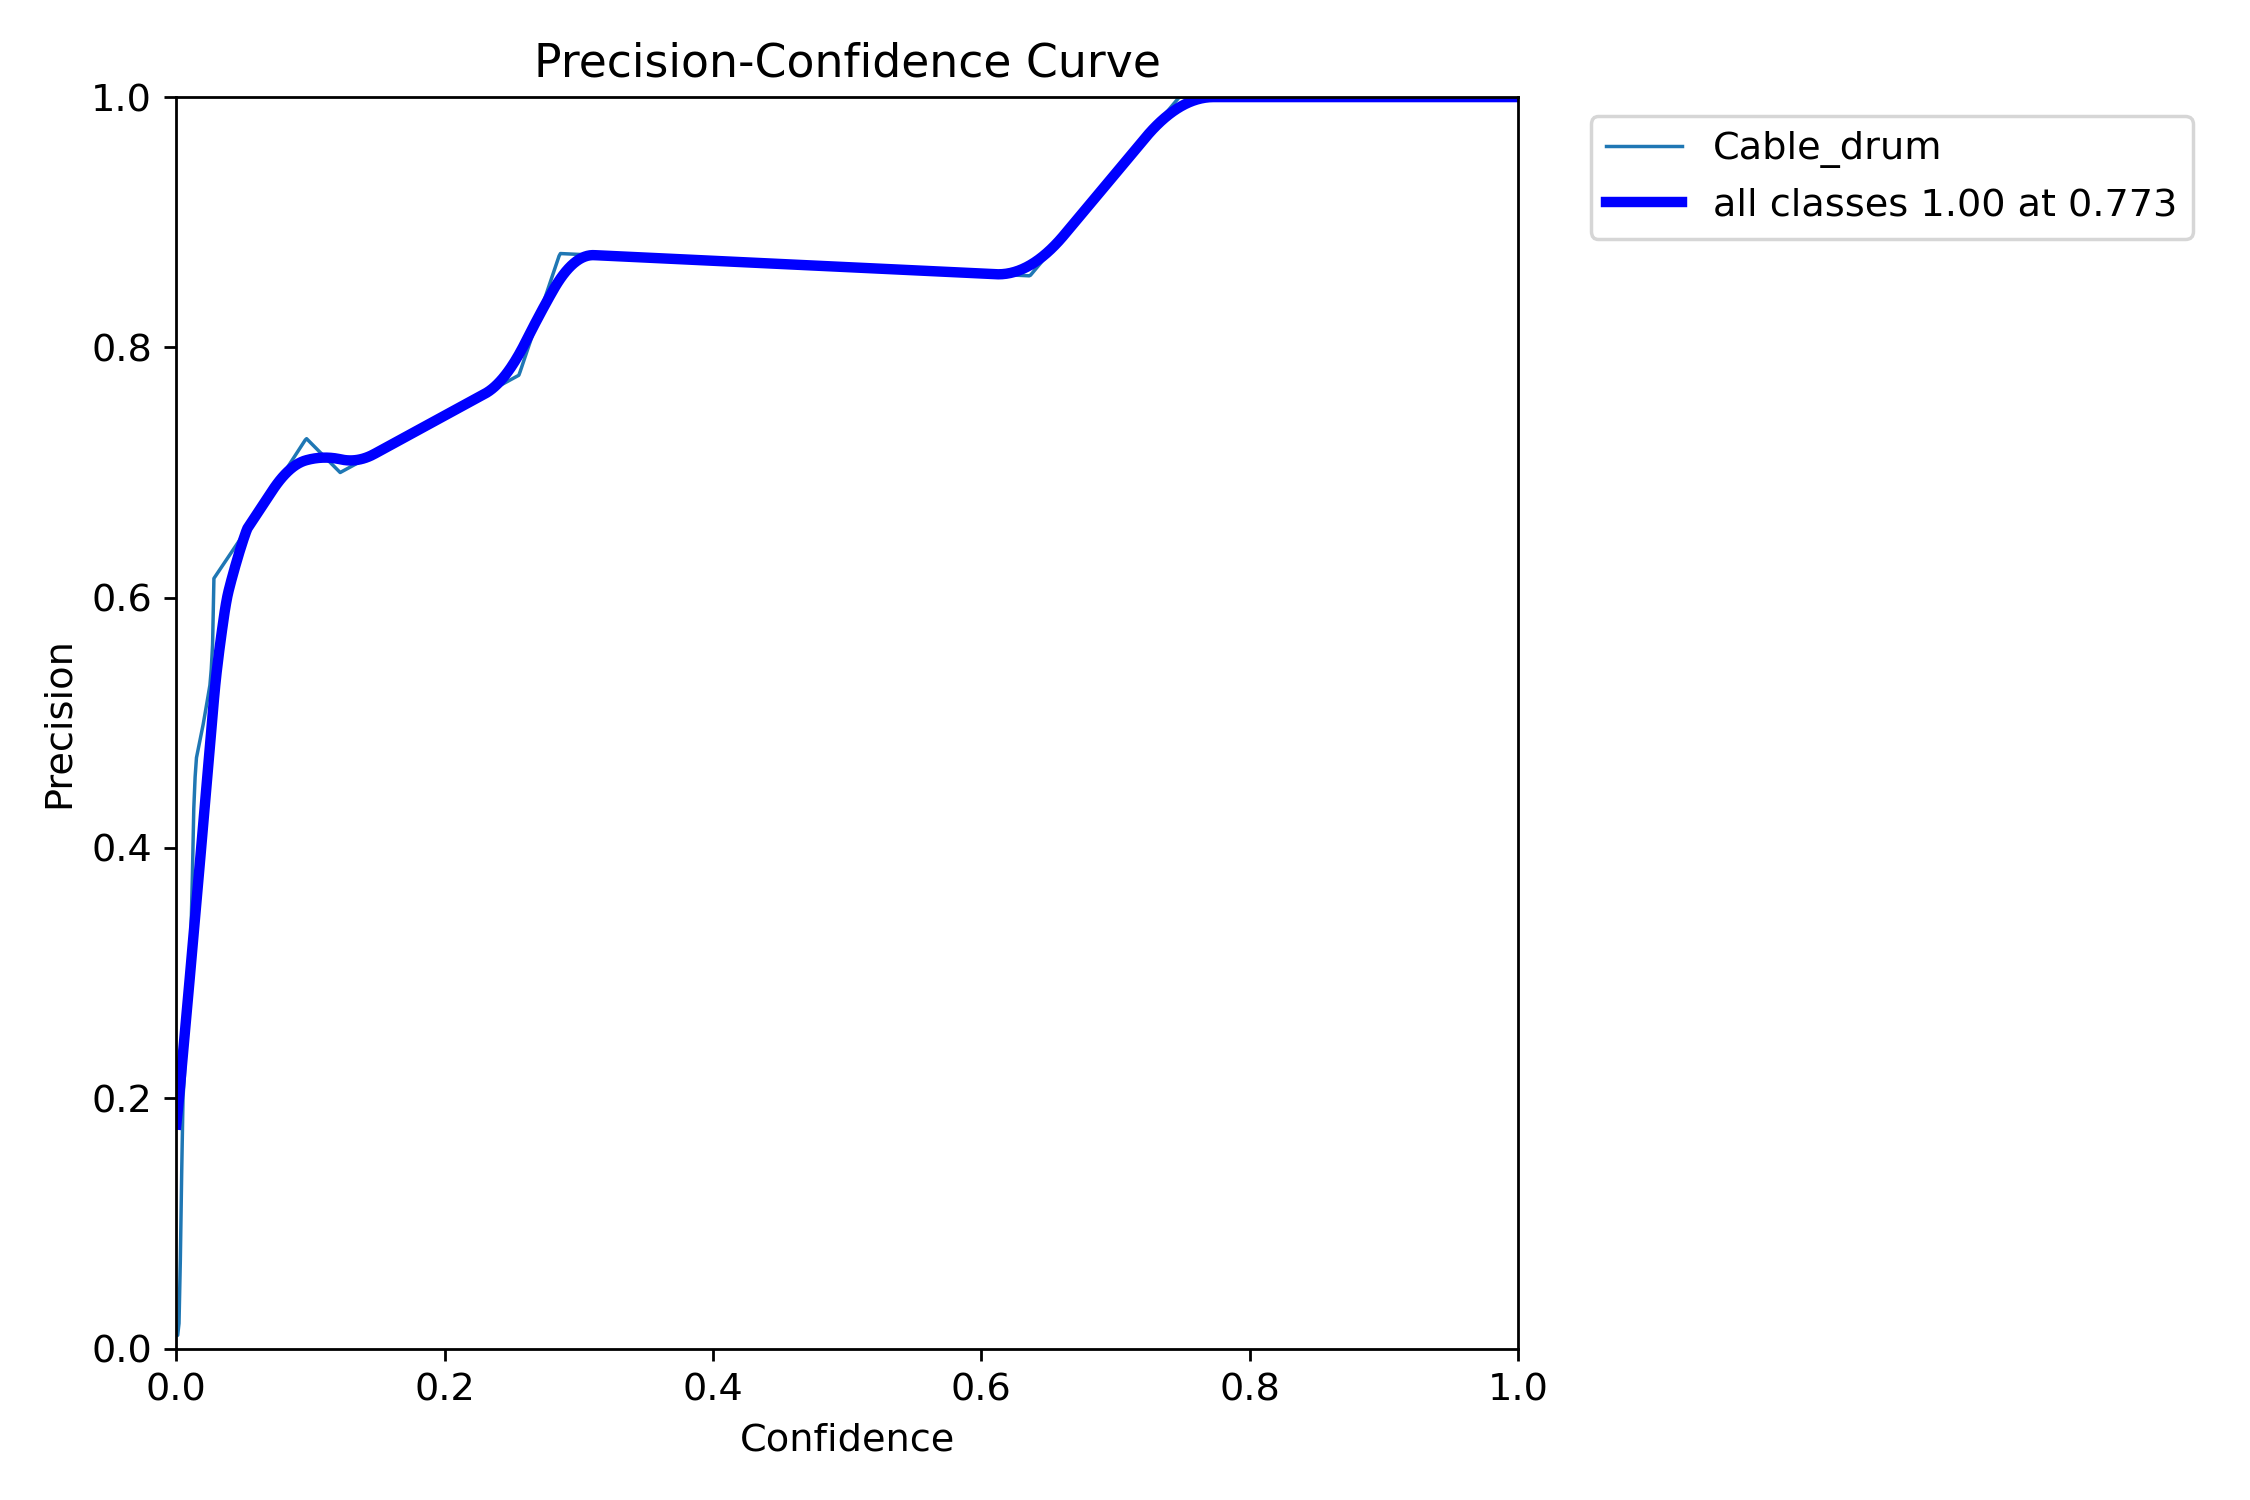 Precision-Confidence Curve
1.0
0.8
0.6
0.4
0.2
0.0
Precision
0.0 0.2 0.4 0.6 0.8 1.0
Confidence
Cable_drum
all classes 1.00 at 0.773